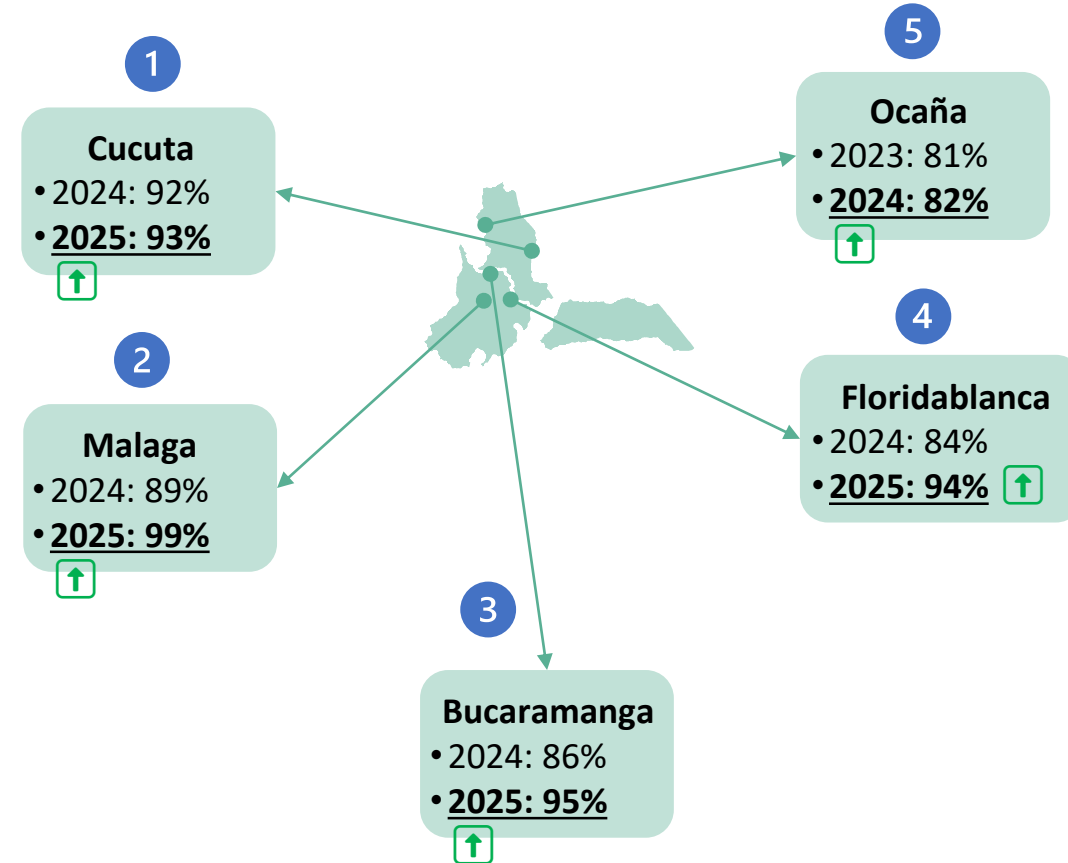 1
Cucuta
• 2024: 92%
• 2025: 93%
2
Malaga
• 2024: 89%
• 2025: 99%
3
Bucaramanga
• 2024: 86%
• 2025: 95%
4
Floridablanca
• 2024: 84%
• 2025: 94%
5
Ocaña
• 2023: 81%
• 2024: 82%